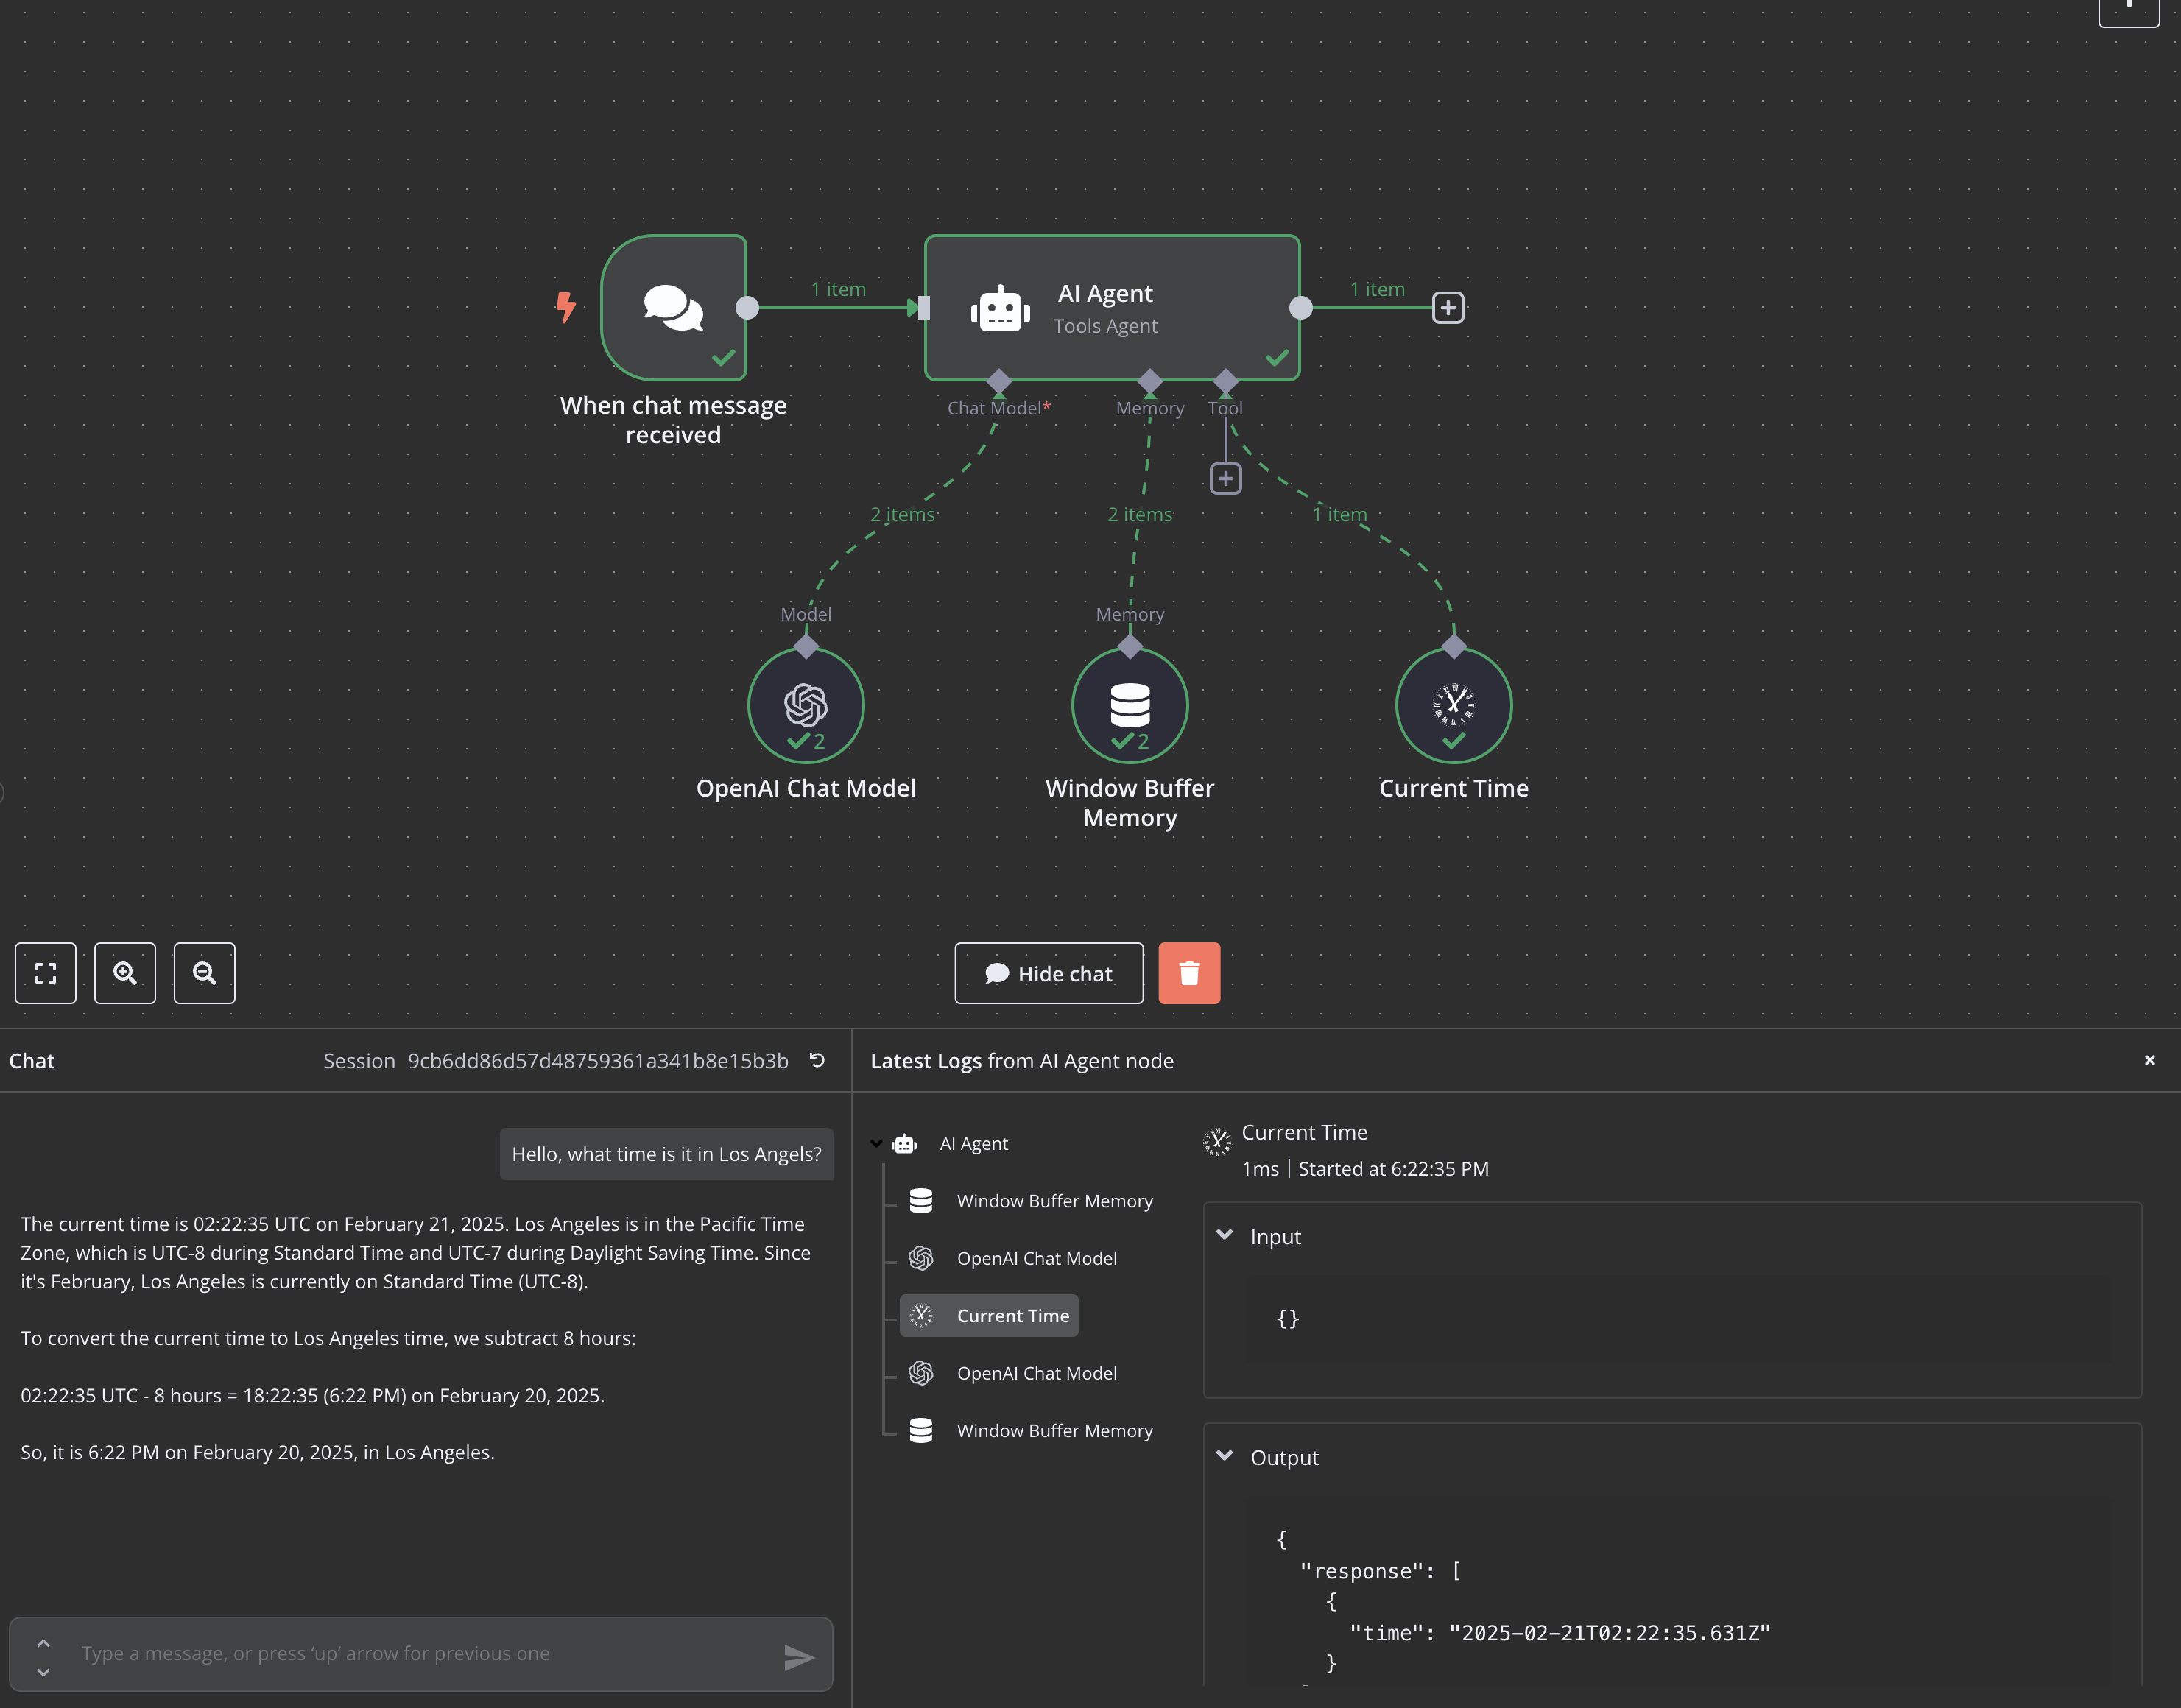 1 item
1 item
AI Agent
Tools Agent
When chat message
received
Chat Model*
Memory
Tool
2 items
2 items
1 item
Model
Memory
2
2
OpenAI Chat Model
Window Buffer
Memory
Current Time
Hide chat
Chat
Session 9cb6dd86d57d48759361a341b8e15b3b
Hello, what time is it in Los Angels?
The current time is 02:22:35 UTC on February 21, 2025. Los Angeles is in the Pacific Time
Zone, which is UTC-8 during Standard Time and UTC-7 during Daylight Saving Time. Since
it's February, Los Angeles is currently on Standard Time (UTC-8).
To convert the current time to Los Angeles time, we subtract 8 hours:
02:22:35 UTC - 8 hours = 18:22:35 (6:22 PM) on February 20, 2025.
So, it is 6:22 PM on February 20, 2025, in Los Angeles.
Type a message, or press ‘up’ arrow for previous one
Latest Logs from AI Agent node
AI Agent
Window Buffer Memory
OpenAI Chat Model
Current Time
OpenAI Chat Model
Window Buffer Memory
Current Time
1ms | Started at 6:22:35 PM
Input
{}
Output
{
"response": [
{
"time": "2025-02-21T02:22:35.631Z"
}